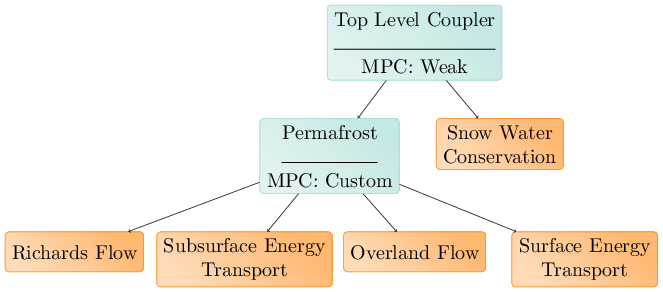 Top Level Coupler
MPC: Weak
Permafrost
MPC: Custom
Snow Water
Conservation
Richards Flow
Subsurface Energy
Transport
Overland Flow
Surface Energy
Transport